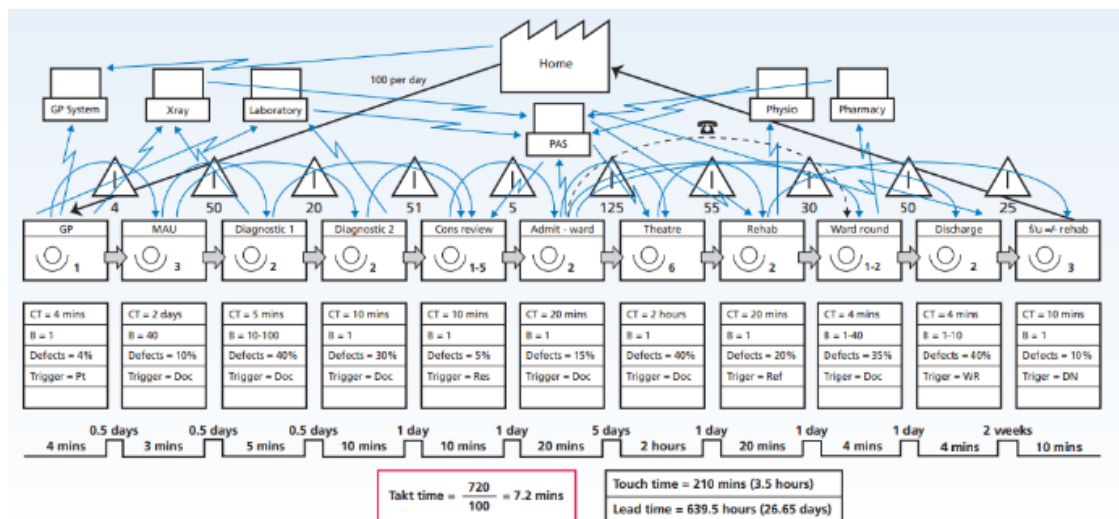 Home
100 per day
GP System
Xray
Laboratory
PAS
Physio
Pharmacy
4
50
20
51
5
125
55
30
50
25
GP
1
MAU
3
Diagnostic 1
2
Diagnostic 2
2
Cons review
1-5
Admit - ward
2
Theatre
6
Rehab
2
Ward round
1-2
Discharge
2
f/u =/- rehab
3
CT = 4 mins
B = 1
Defects = 4%
Trigger = Pt
CT = 2 days
B = 40
Defects = 10%
Trigger = Doc
CT = 5 mins
B = 10-100
Defects = 40%
Trigger = Doc
CT = 10 mins
B = 1
Defects = 30%
Trigger = Doc
CT = 10 mins
B = 1
Defects = 5%
Trigger = Res
CT = 20 mins
B = 1
Defects = 15%
Trigger = Doc
CT = 2 hours
B = 1
Defects = 40%
Trigger = Doc
CT = 20 mins
B = 1
Defects = 20%
Triger = Ref
CT = 4 mins
B = 1-40
Defects = 35%
Trigger = Doc
CT = 4 mins
B = 1-10
Defects = 40%
Triger = WR
CT = 10 mins
B = 1
Defects = 10%
Triger = DN
4 mins
0.5 days
3 mins
0.5 days
5 mins
0.5 days
10 mins
1 day
10 mins
1 day
20 mins
5 days
2 hours
1 day
20 mins
1 day
4 mins
1 day
4 mins
2 weeks
10 mins
Takt time = 720/100 = 7.2 mins
Touch time = 210 mins (3.5 hours)
Lead time = 639.5 hours (26.65 days)